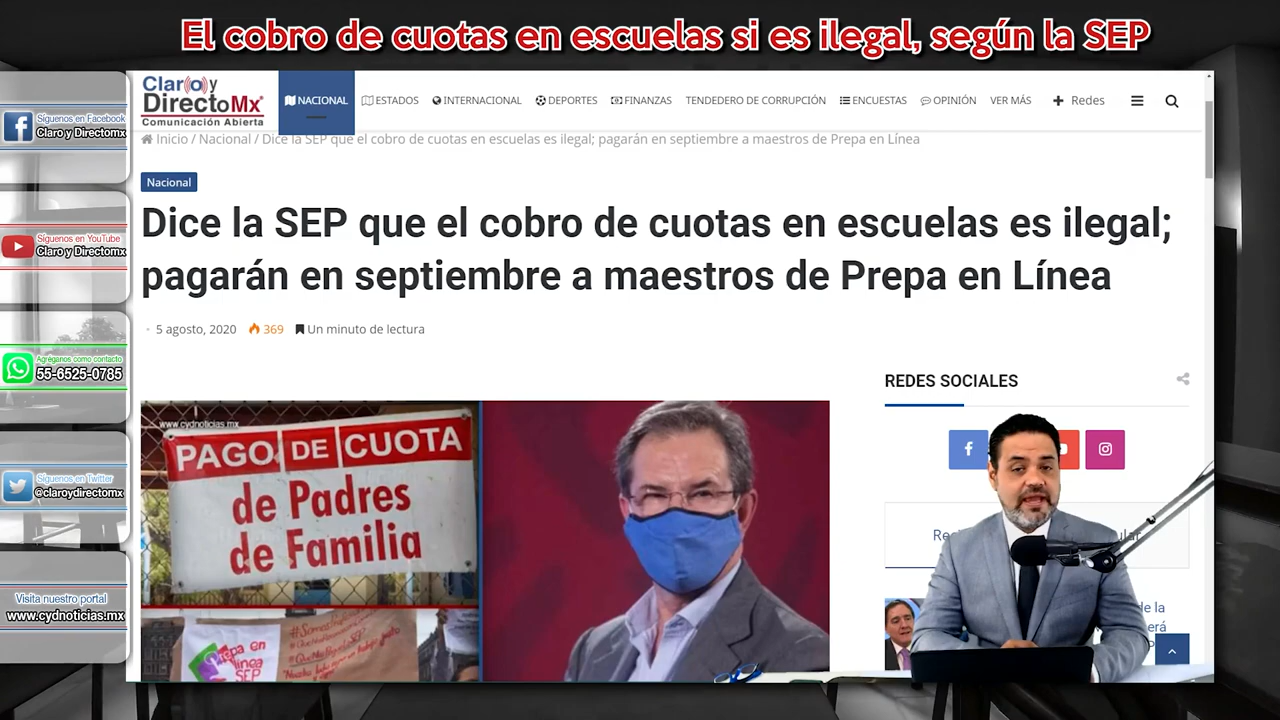 El cobro de cuotas en escuelas si es ilegal, según la SEP
Claro y
DirectoMx
Comunicación Abierta
NACIONAL
ESTADOS
INTERNACIONAL
DEPORTES
FINANZAS
TENDEDERO DE CORRUPCIÓN
ENCUESTAS
OPINIÓN
VER MÁS
Redes
Inicio / Nacional / Dice la SEP que el cobro de cuotas en escuelas es ilegal; pagarán en septiembre a maestros de Prepa en Línea
Nacional
Dice la SEP que el cobro de cuotas en escuelas es ilegal;
pagarán en septiembre a maestros de Prepa en Línea
5 agosto, 2020
369
Un minuto de lectura
Síguenos en Facebook
Claro y Directomx
Síguenos en YouTube
Claro y Directomx
Agréganos como contacto
55-6525-0785
Síguenos en Twitter
@claroydirectomx
Visita nuestro portal
www.cydnoticias.mx
www.cydnoticias.mx
PAGO DE CUOTA
de Padres
de Familia
Prepa en
línea
SEP
REDES SOCIALES
de la